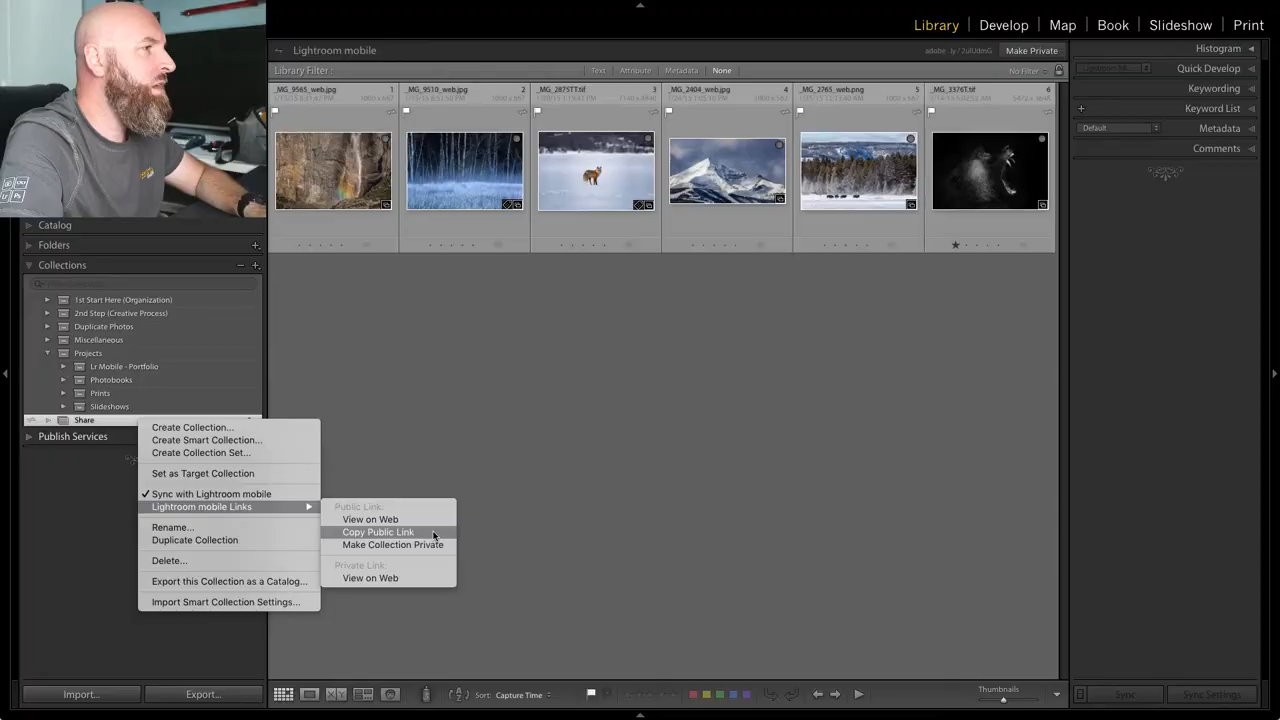 Library | Develop | Map | Book | Slideshow | Print
Lightroom mobile
Make Private
Histogram
Library Filter :
Text Attribute Metadata None
No Filter
Quick Develop
_MG_9565_web.jpg 1
_MG_9510_web.jpg 2
_MG_2875TT.tif 3
_MG_2404_web.jpg 4
_MG_2765_web.png 5
_MG_3376T.tif 6
Keywording
Keyword List
Default
Metadata
Comments
Catalog
Folders
Collections
1st Start Here (Organization)
2nd Step (Creative Process)
Duplicate Photos
Miscellaneous
Projects
Lr Mobile - Portfolio
Photobooks
Prints
Slideshows
Share
Publish Services
Create Collection...
Create Smart Collection...
Create Collection Set...
Set as Target Collection
✓ Sync with Lightroom mobile
Lightroom mobile Links
Rename...
Duplicate Collection
Delete...
Export this Collection as a Catalog...
Import Smart Collection Settings...
Public Link:
View on Web
Copy Public Link
Make Collection Private
Private Link:
View on Web
Import...
Export...
Sort: Capture Time
Thumbnails
Sync
Sync Settings